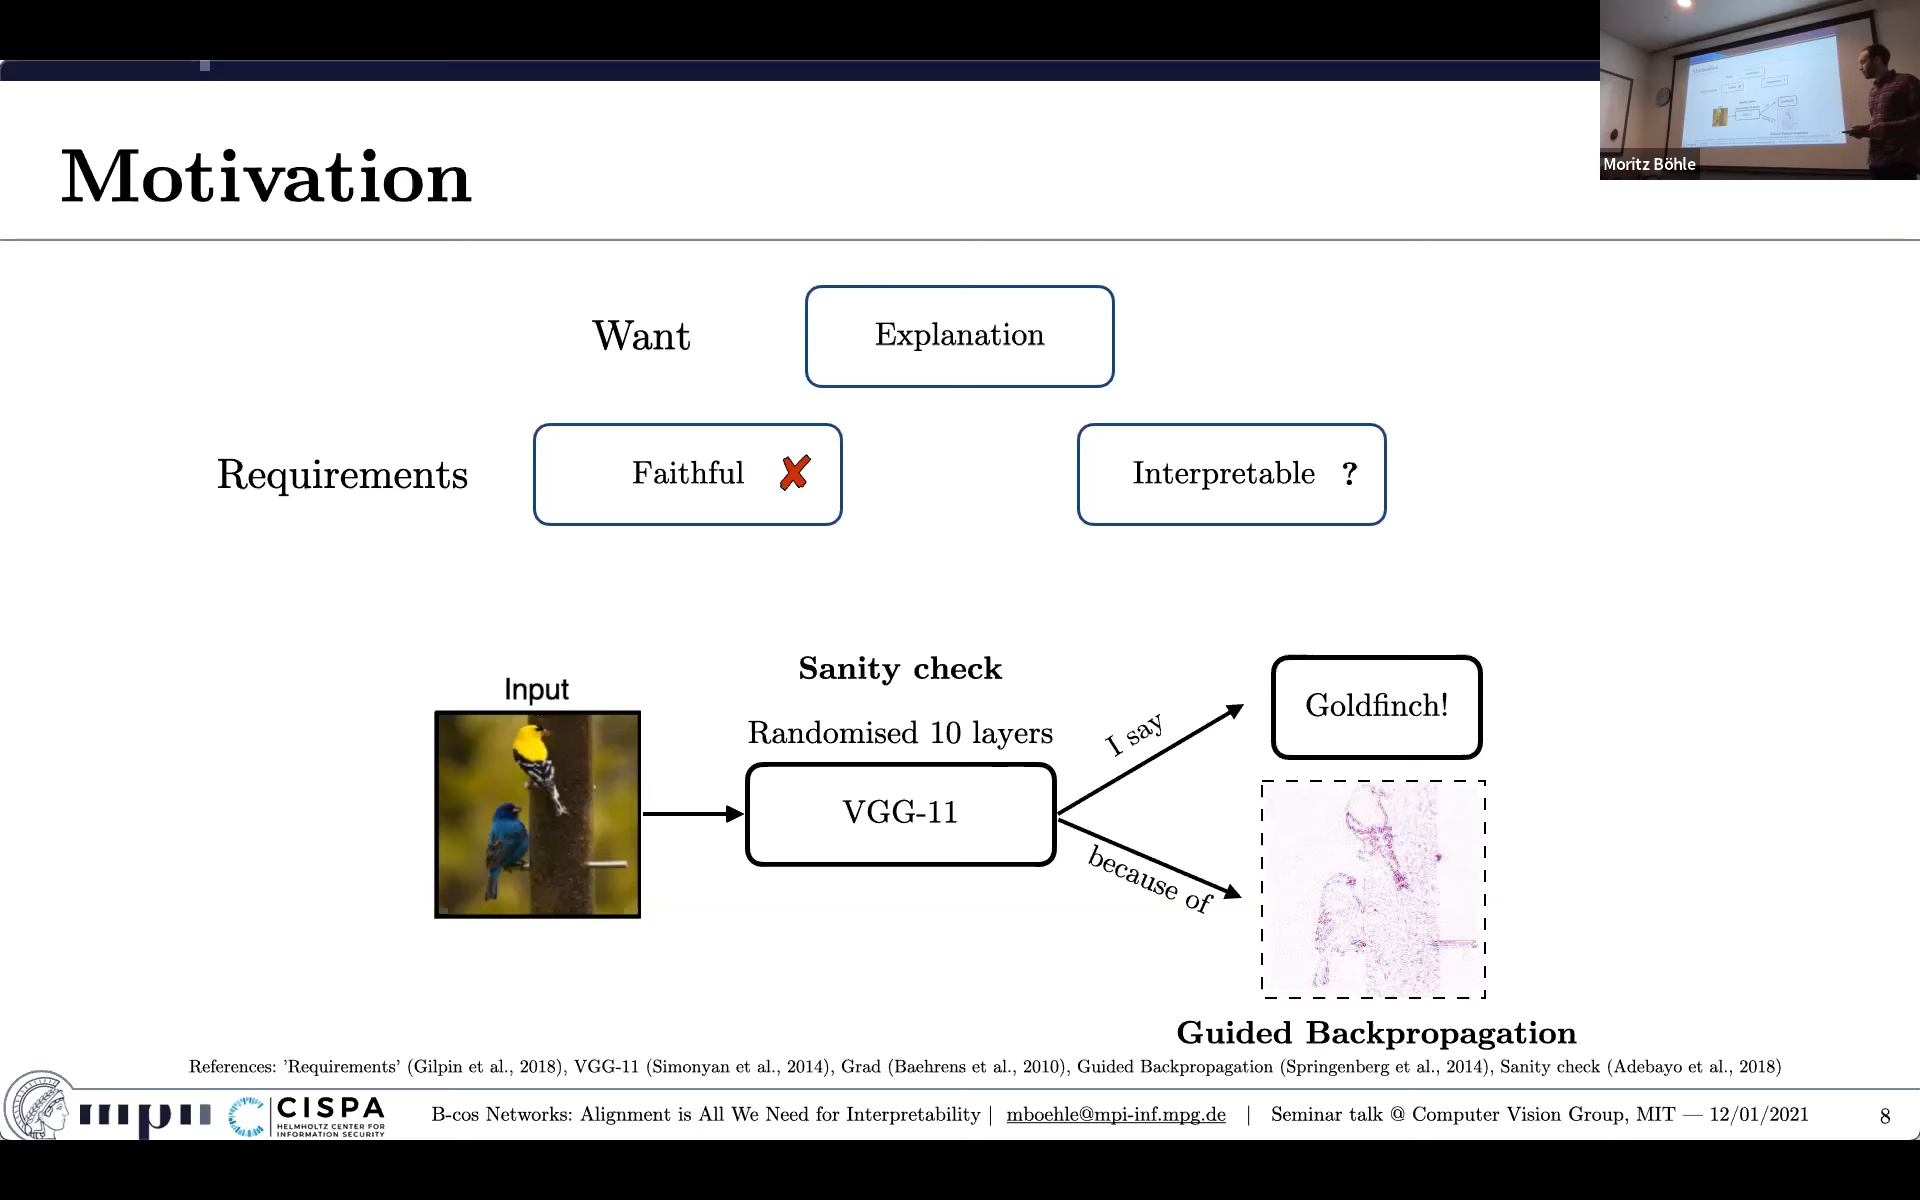 Moritz Böhle
Motivation
Want
Explanation
Requirements
Faithful ✘
Interpretable ?
Sanity check
Input
Randomised 10 layers
VGG-11
I say
Goldfinch!
because of
Guided Backpropagation
References: 'Requirements' (Gilpin et al., 2018), VGG-11 (Simonyan et al., 2014), Grad (Baehrens et al., 2010), Guided Backpropagation (Springenberg et al., 2014), Sanity check (Adebayo et al., 2018)
mpii
CISPA
HELMHOLTZ CENTER FOR
INFORMATION SECURITY
B-cos Networks: Alignment is All We Need for Interpretability | mboehle@mpi-inf.mpg.de | Seminar talk @ Computer Vision Group, MIT — 12/01/2021
8